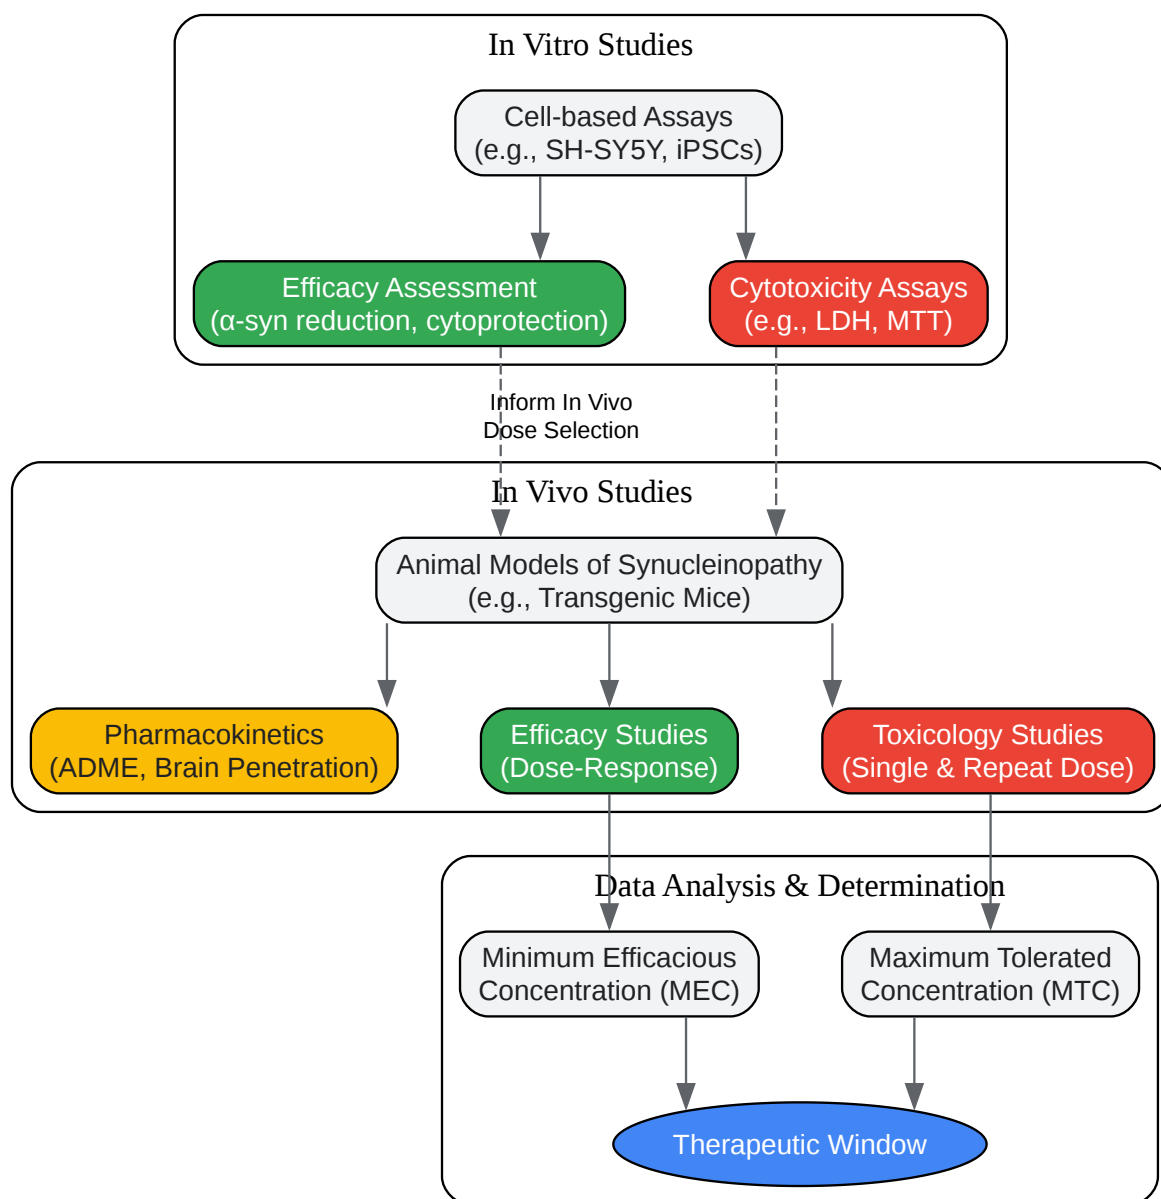 In Vitro Studies
Cell-based Assays
(e.g., SH-SY5Y, iPSCs)
Efficacy Assessment
(α-syn reduction, cytoprotection)
Cytotoxicity Assays
(e.g., LDH, MTT)
Inform In Vivo
Dose Selection
In Vivo Studies
Animal Models of Synucleinopathy
(e.g., Transgenic Mice)
Pharmacokinetics
(ADME, Brain Penetration)
Efficacy Studies
(Dose-Response)
Toxicology Studies
(Single & Repeat Dose)
Data Analysis & Determination
Minimum Efficacious
Concentration (MEC)
Maximum Tolerated
Concentration (MTC)
Therapeutic Window